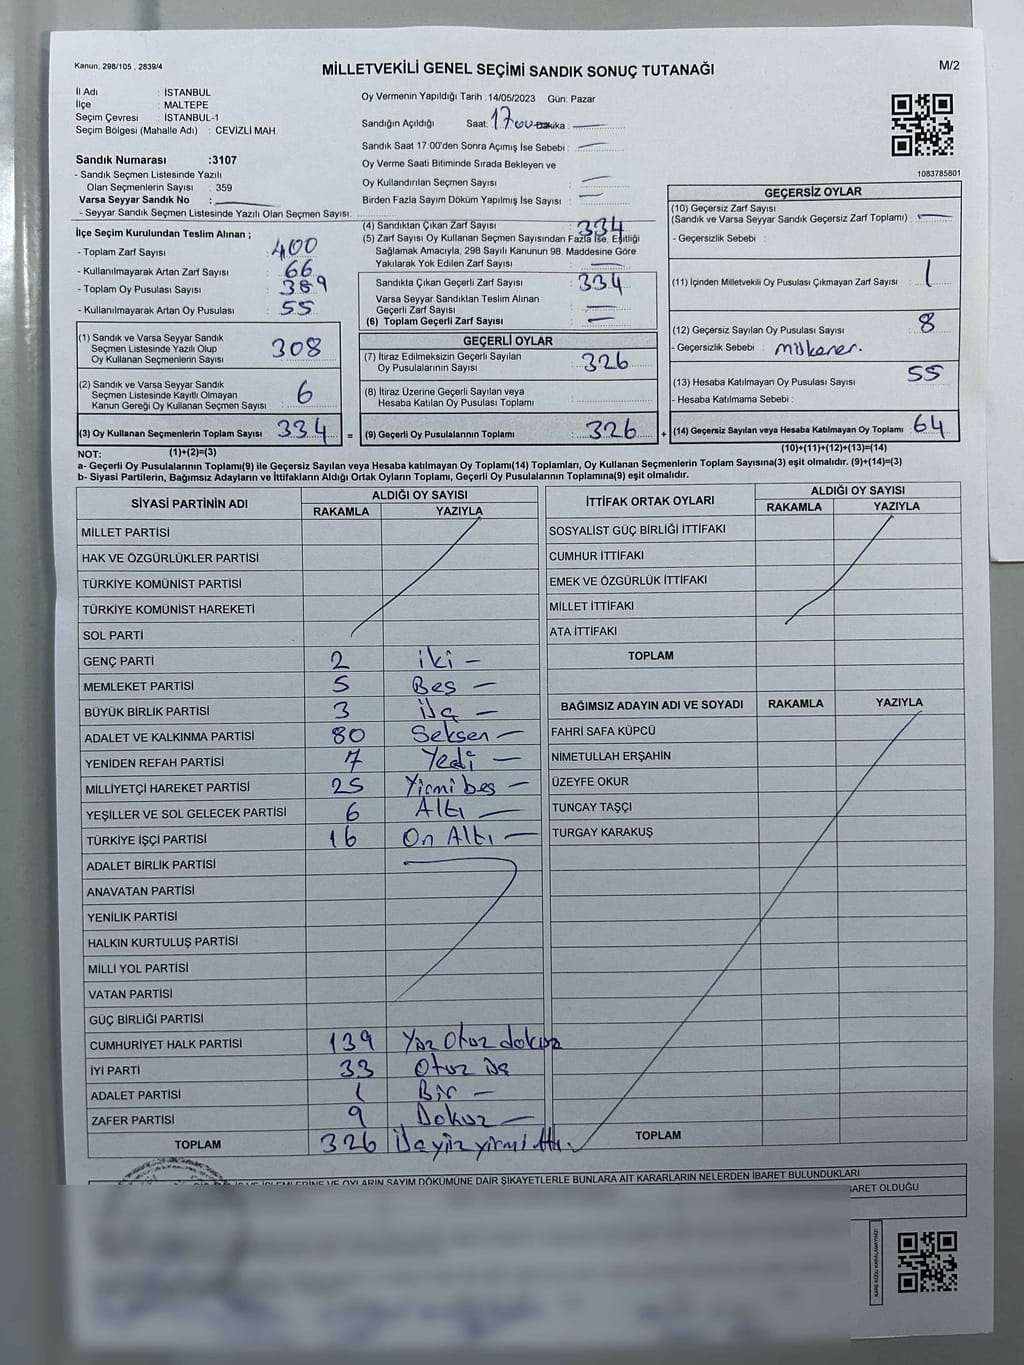 Kanun; 298/105 . 2839/4
MİLLETVEKİLİ GENEL SEÇİMİ SANDIK SONUÇ TUTANAĞI
M/2
İl Adı : İSTANBUL
İlçe : MALTEPE
Seçim Çevresi : İSTANBUL-1
Seçim Bölgesi (Mahalle Adı) : CEVİZLİ MAH.
Sandık Numarası :3107
- Sandık Seçmen Listesinde Yazılı
Olan Seçmenlerin Sayısı : 359
Varsa Seyyar Sandık No :
- Seyyar Sandık Seçmen Listesinde Yazılı Olan Seçmen Sayısı:
Oy Vermenin Yapıldığı Tarih :14/05/2023 Gün: Pazar
Sandığın Açıldığı Saat: 17 00 Dakika :
Sandık Saat 17:00'den Sonra Açımış İse Sebebi :
Oy Verme Saati Bitiminde Sırada Bekleyen ve
Oy Kullandırılan Seçmen Sayısı :
Birden Fazla Sayım Döküm Yapılmış İse Sayısı :
1083785801
İlçe Seçim Kurulundan Teslim Alınan ;
- Toplam Zarf Sayısı : 400
- Kullanılmayarak Artan Zarf Sayısı : 66
- Toplam Oy Pusulası Sayısı : 389
- Kullanılmayarak Artan Oy Pusulası : 55
(1) Sandık ve Varsa Seyyar Sandık
Seçmen Listesinde Yazılı Olup
Oy Kullanan Seçmenlerin Sayısı : 308
(2) Sandık ve Varsa Seyyar Sandık
Seçmen Listesinde Kayıtlı Olmayan
Kanun Gereği Oy Kullanan Seçmen Sayısı : 6
(3) Oy Kullanan Seçmenlerin Toplam Sayısı : 334 =
(1)+(2)=(3)
(4) Sandıktan Çıkan Zarf Sayısı : 334
(5) Zarf Sayısı Oy Kullanan Seçmen Sayısından Fazla İse, Eşitliği
Sağlamak Amacıyla, 298 Sayılı Kanunun 98. Maddesine Göre
Yakılarak Yok Edilen Zarf Sayısı :
Sandıkta Çıkan Geçerli Zarf Sayısı : 334
Varsa Seyyar Sandıktan Teslim Alınan
Geçerli Zarf Sayısı :
(6) Toplam Geçerli Zarf Sayısı :
GEÇERLİ OYLAR
(7) İtiraz Edilmeksizin Geçerli Sayılan
Oy Pusulalarının Sayısı : 326
(8) İtiraz Üzerine Geçerli Sayılan veya
Hesaba Katılan Oy Pusulası Toplamı :
(9) Geçerli Oy Pusulalarının Toplamı : 326 +
GEÇERSİZ OYLAR
(10) Geçersiz Zarf Sayısı
(Sandık ve Varsa Seyyar Sandık Geçersiz Zarf Toplamı) :
- Geçersizlik Sebebi :
(11) İçinden Milletvekili Oy Pusulası Çıkmayan Zarf Sayısı : 1
(12) Geçersiz Sayılan Oy Pusulası Sayısı : 8
- Geçersizlik Sebebi :
(13) Hesaba Katılmayan Oy Pusulası Sayısı : 55
- Hesaba Katılmama Sebebi :
(14) Geçersiz Sayılan veya Hesaba Katılmayan Oy Toplamı : 64
(10)+(11)+(12)+(13)=(14)
NOT:
a- Geçerli Oy Pusulalarının Toplamı(9) ile Geçersiz Sayılan veya Hesaba katılmayan Oy Toplamı(14) Toplamları, Oy Kullanan Seçmenlerin Toplam Sayısına(3) eşit olmalıdır. (9)+(14)=(3)
b- Siyasi Partilerin, Bağımsız Adayların ve İttifakların Aldığı Ortak Oyların Toplamı, Geçerli Oy Pusulalarının Toplamına(9) eşit olmalıdır.
SİYASİ PARTİNİN ADI ALDIĞI OY SAYISI
RAKAMLA YAZIYLA
MİLLET PARTİSİ
HAK VE ÖZGÜRLÜKLER PARTİSİ
TÜRKİYE KOMÜNİST PARTİSİ
TÜRKİYE KOMÜNİST HAREKETİ
SOL PARTİ
GENÇ PARTİ 2 iki –
MEMLEKET PARTİSİ 5 Beş –
BÜYÜK BİRLİK PARTİSİ 3 üç –
ADALET VE KALKINMA PARTİSİ 80 Seksen –
YENİDEN REFAH PARTİSİ 7 Yedi –
MİLLİYETÇİ HAREKET PARTİSİ 25 Yirmi beş –
YEŞİLLER VE SOL GELECEK PARTİSİ 6 Altı –
TÜRKİYE İŞÇİ PARTİSİ 16 On Altı –
ADALET BİRLİK PARTİSİ
ANAVATAN PARTİSİ
YENİLİK PARTİSİ
HALKIN KURTULUŞ PARTİSİ
MİLLİ YOL PARTİSİ
VATAN PARTİSİ
GÜÇ BİRLİĞİ PARTİSİ
CUMHURİYET HALK PARTİSİ 139 Yüz Otuz dokuz
İYİ PARTİ 33 Otuz üç
ADALET PARTİSİ 1 Bir –
ZAFER PARTİSİ 9 Dokuz –
TOPLAM 326 üçyüz yirmi altı.
İTTİFAK ORTAK OYLARI ALDIĞI OY SAYISI
RAKAMLA YAZIYLA
SOSYALİST GÜÇ BİRLİĞİ İTTİFAKI
CUMHUR İTTİFAKI
EMEK VE ÖZGÜRLÜK İTTİFAKI
MİLLET İTTİFAKI
ATA İTTİFAKI
TOPLAM
BAĞIMSIZ ADAYIN ADI VE SOYADI RAKAMLA YAZIYLA
FAHRİ SAFA KÜPCÜ
NİMETULLAH ERŞAHİN
ÜZEYFE OKUR
TUNCAY TAŞÇI
TURGAY KARAKUŞ
TOPLAM
İŞLEMLERİNE VE OYLARIN SAYIM DÖKÜMÜNE DAİR ŞİKAYETLERLE BUNLARA AİT KARARLARIN NELERDEN İBARET BULUNDUKLARI
BARET OLDUĞU
KARE KODU KARALAMAYINIZ!